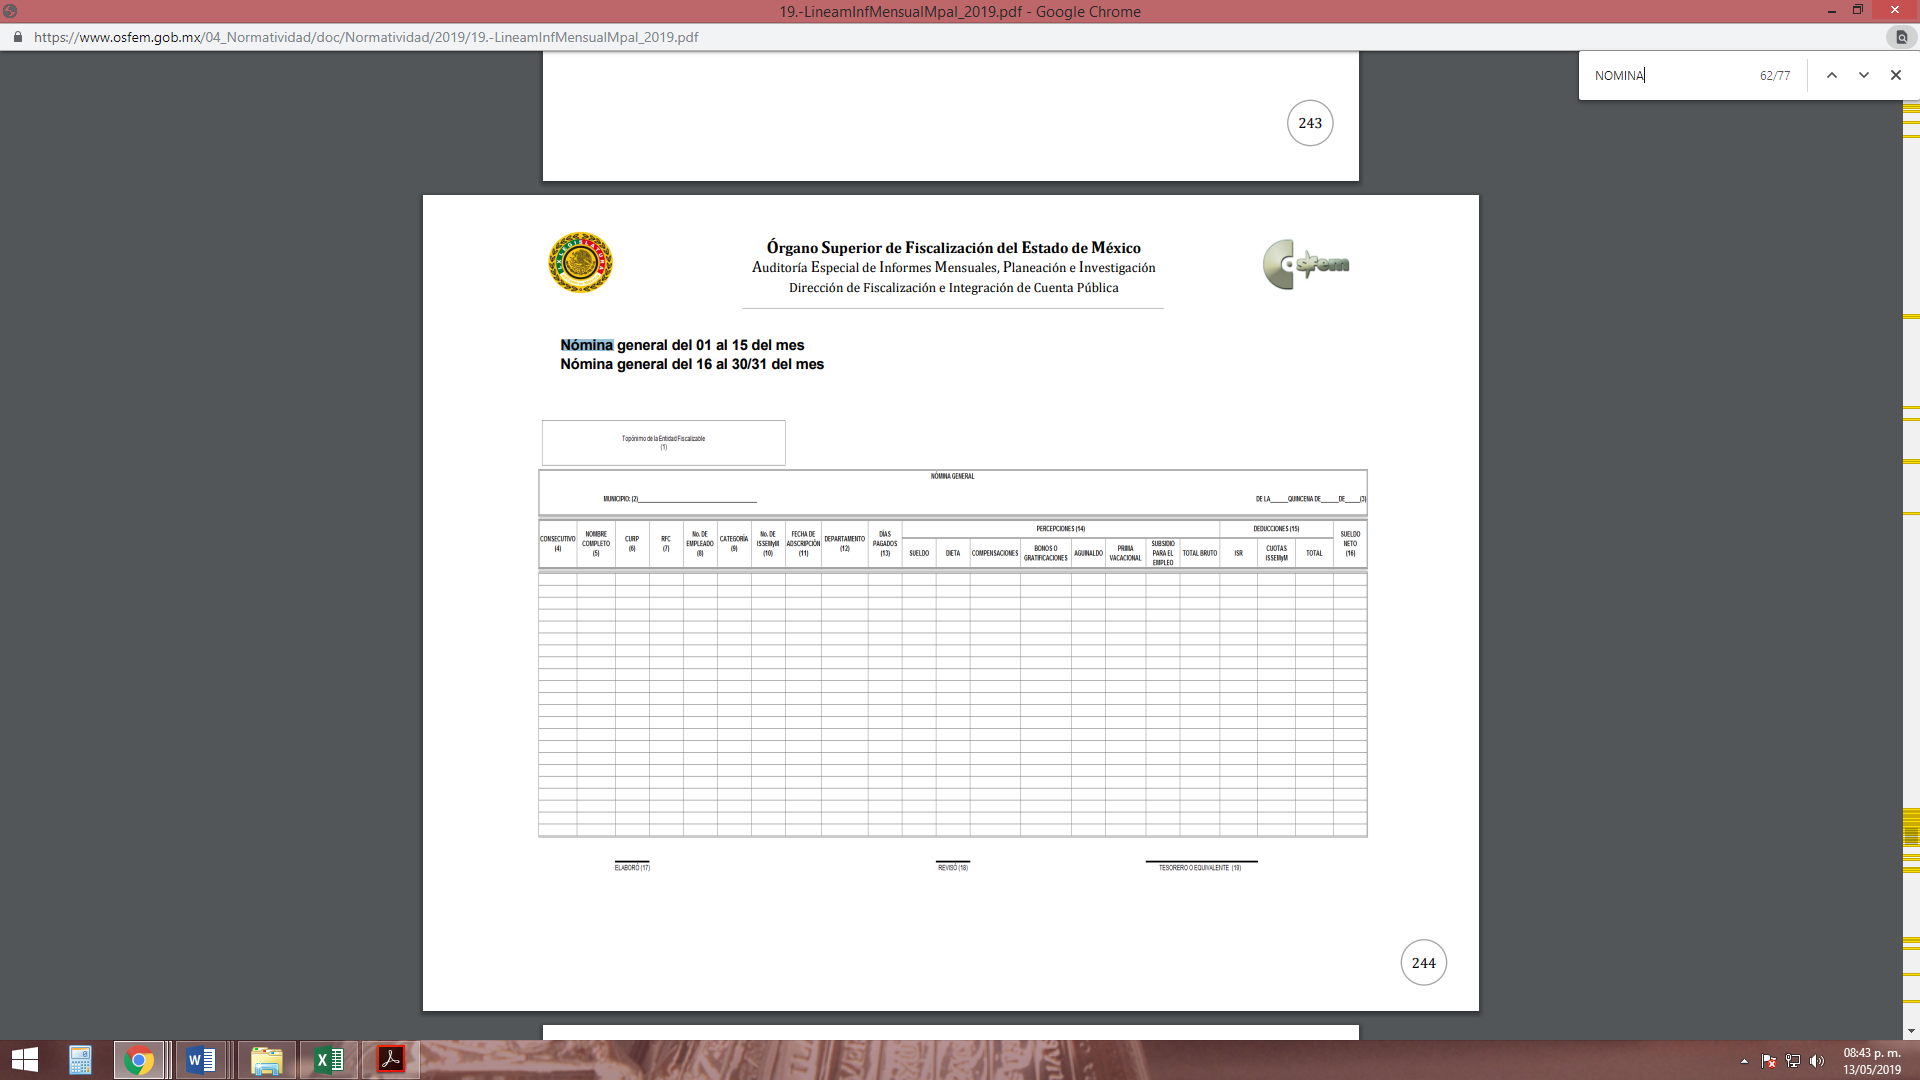 19.-LineamInfMensualMpal_2019.pdf - Google Chrome
https://www.osfem.gob.mx/04_Normatividad/doc/Normatividad/2019/19.-LineamInfMensualMpal_2019.pdf
NOMINA 62/77
243
Órgano Superior de Fiscalización del Estado de México
Auditoría Especial de Informes Mensuales, Planeación e Investigación
Dirección de Fiscalización e Integración de Cuenta Pública
osfem
Nómina general del 01 al 15 del mes
Nómina general del 16 al 30/31 del mes
Topónimo de la Entidad Fiscalizable
(1)
NÓMINA GENERAL
MUNICIPIO: (2)
DE LA_____QUINCENA DE_____DE____(3)
CONSECUTIVO (4)
NOMBRE COMPLETO (5)
CURP (6)
RFC (7)
No. DE EMPLEADO (8)
CATEGORÍA (9)
No. DE ISSEMyM (10)
FECHA DE ADSCRIPCIÓN (11)
DEPARTAMENTO (12)
DÍAS PAGADOS (13)
PERCEPCIONES (14)
SUELDO
DIETA
COMPENSACIONES
BONOS O GRATIFICACIONES
AGUINALDO
PRIMA VACACIONAL
SUBSIDIO PARA EL EMPLEO
TOTAL BRUTO
DEDUCCIONES (15)
ISR
CUOTAS ISSEMyM
TOTAL
SUELDO NETO (16)
ELABORÓ (17)
REVISÓ (18)
TESORERO O EQUIVALENTE (19)
244
08:43 p. m.
13/05/2019